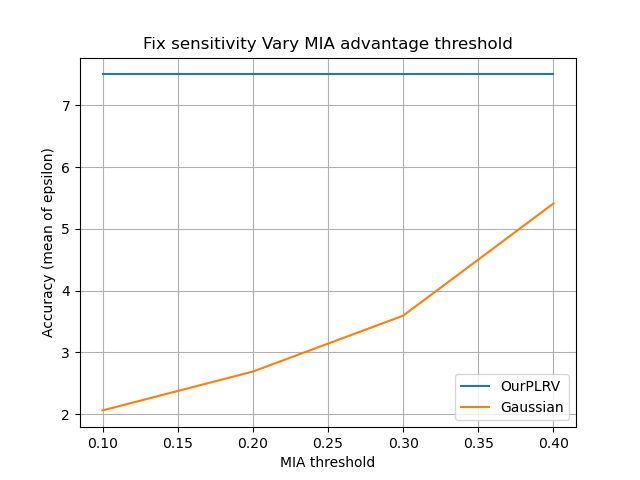 Fix sensitivity Vary MIA advantage threshold
Accuracy (mean of epsilon)
7
6
5
4
3
2
OurPLRV
Gaussian
0.10 0.15 0.20 0.25 0.30 0.35 0.40
MIA threshold